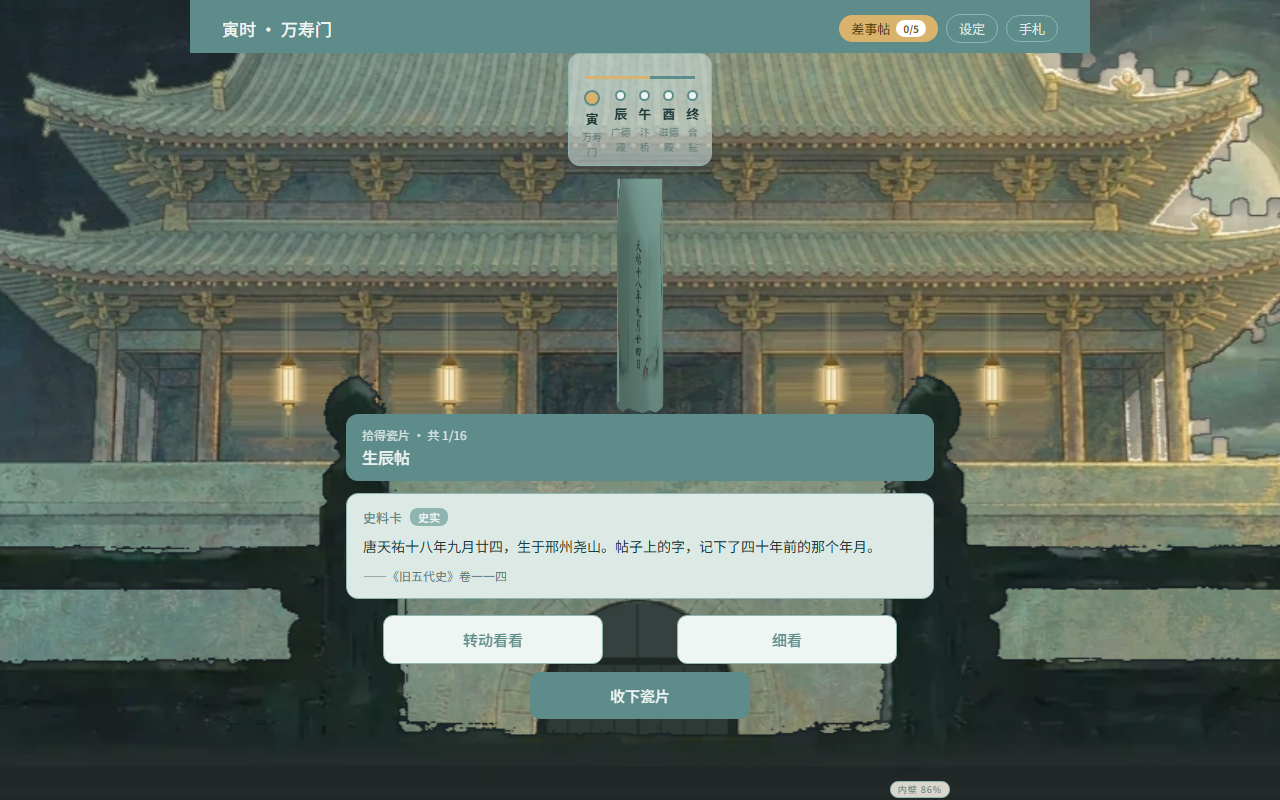 寅时 · 万寿门
差事帖 0/5
设定
手札
寅 辰 午 酉 终
万寿门 广德殿 汴桥 滋德殿 合瓷
天祐十八年九月廿四日
拾得瓷片 · 共 1/16
生辰帖
史料卡 史实
唐天祐十八年九月廿四，生于邢州尧山。帖子上的字，记下了四十年前的那个年月。
——《旧五代史》卷一一四
转动看看
细看
收下瓷片
内壁 86%